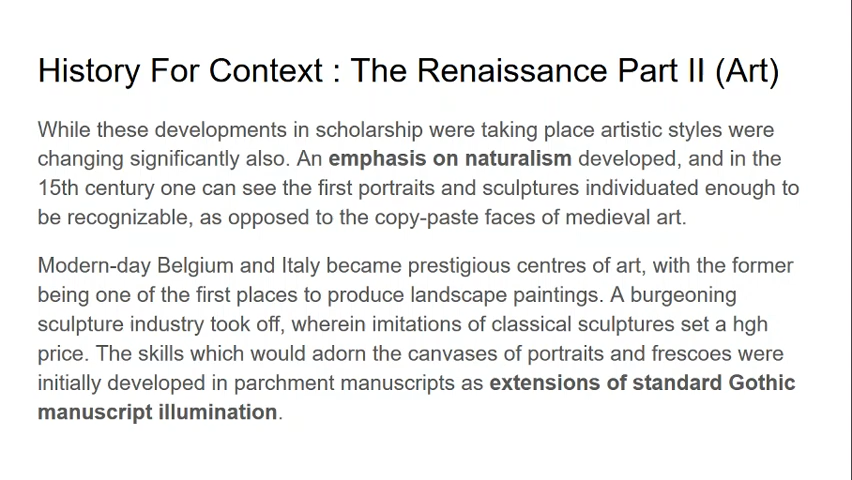 History For Context : The Renaissance Part II (Art)
While these developments in scholarship were taking place artistic styles were
changing significantly also. An emphasis on naturalism developed, and in the
15th century one can see the first portraits and sculptures individuated enough to
be recognizable, as opposed to the copy-paste faces of medieval art.
Modern-day Belgium and Italy became prestigious centres of art, with the former
being one of the first places to produce landscape paintings. A burgeoning
sculpture industry took off, wherein imitations of classical sculptures set a hgh
price. The skills which would adorn the canvases of portraits and frescoes were
initially developed in parchment manuscripts as extensions of standard Gothic
manuscript illumination.